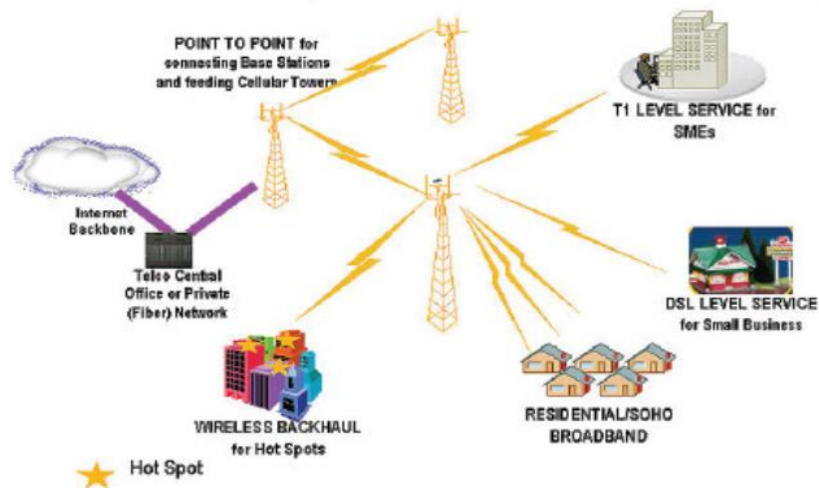 POINT TO POINT for
connecting Base Stations
and feeding Cellular Towers
T1 LEVEL SERVICE for
SMEs
Internet
Backbone
Telco Central
Office or Private
(Fiber) Network
DSL LEVEL SERVICE
for Small Business
WIRELESS BACKHAUL
for Hot Spots
RESIDENTIAL/SOHO
BROADBAND
Hot Spot